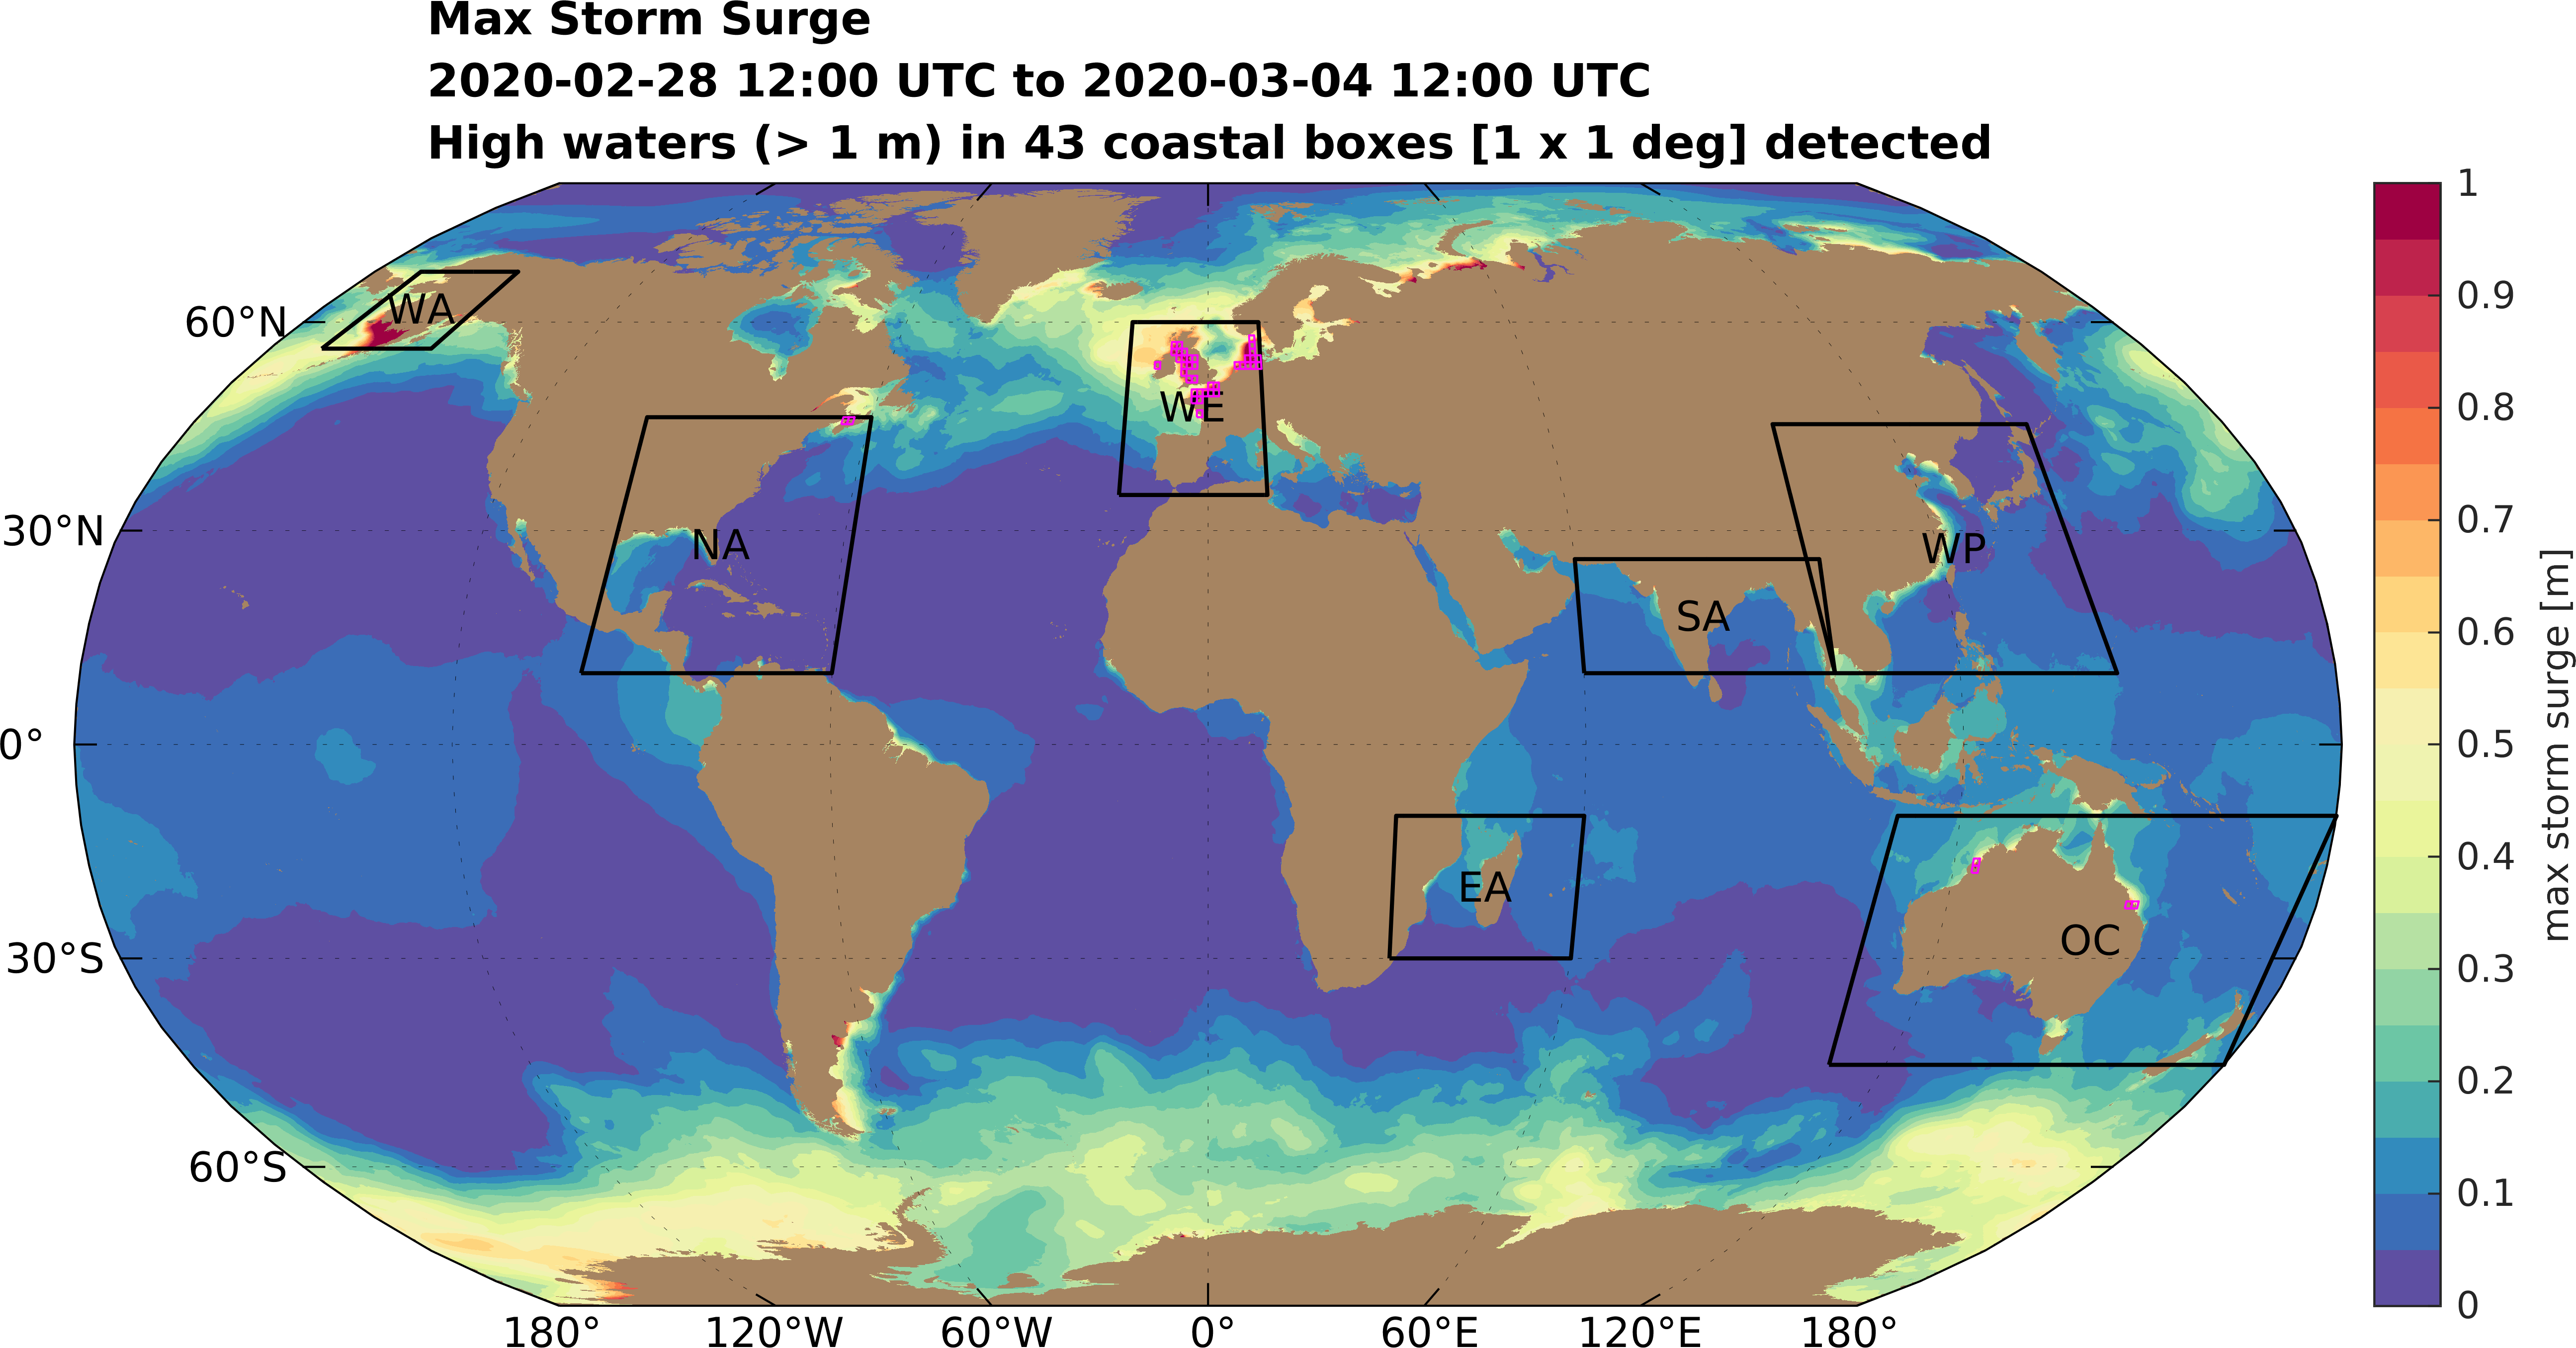 Max Storm Surge
2020-02-28 12:00 UTC to 2020-03-04 12:00 UTC
High waters (> 1 m) in 43 coastal boxes [1 x 1 deg] detected
WA
WE
NA
WP
SA
EA
OC
60°N
30°N
0°
30°S
60°S
180°
120°W
60°W
0°
60°E
120°E
180°
1
0.9
0.8
0.7
0.6
0.5
0.4
0.3
0.2
0.1
0
max storm surge [m]